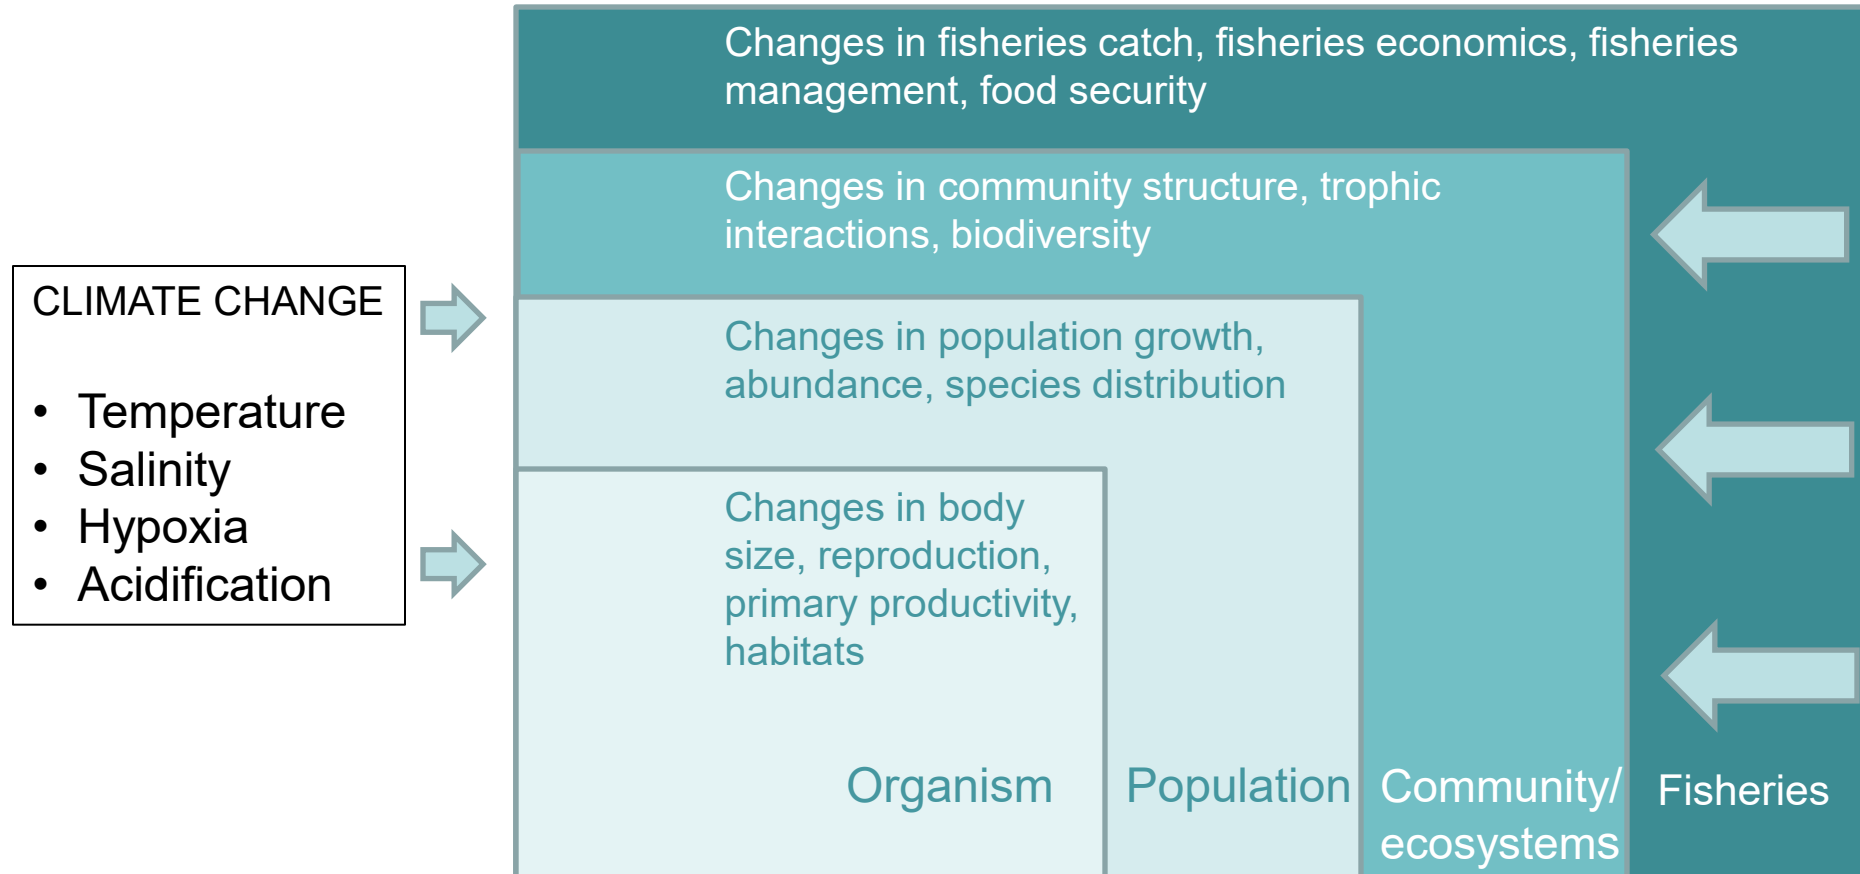 Changes in fisheries catch, fisheries economics, fisheries
management, food security
Changes in community structure, trophic
interactions, biodiversity
CLIMATE CHANGE
• Temperature
• Salinity
• Hypoxia
• Acidification
Changes in population growth,
abundance, species distribution
Changes in body
size, reproduction,
primary productivity,
habitats
Organism
Population
Community/
ecosystems
Fisheries